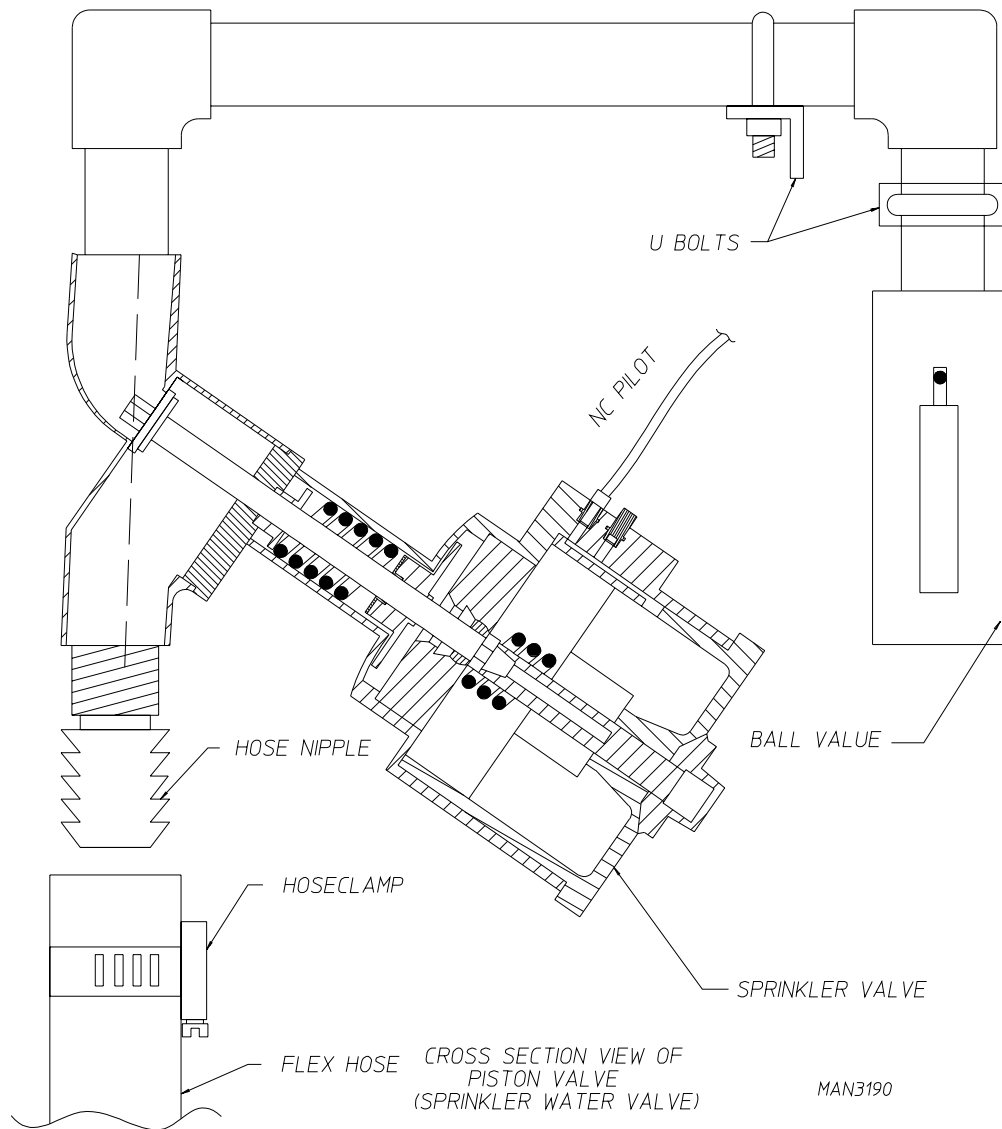 U BOLTS
NC PILOT
HOSE NIPPLE
BALL VALUE
HOSECLAMP
SPRINKLER VALVE
FLEX HOSE
CROSS SECTION VIEW OF
PISTON VALVE
(SPRINKLER WATER VALVE)
MAN3190